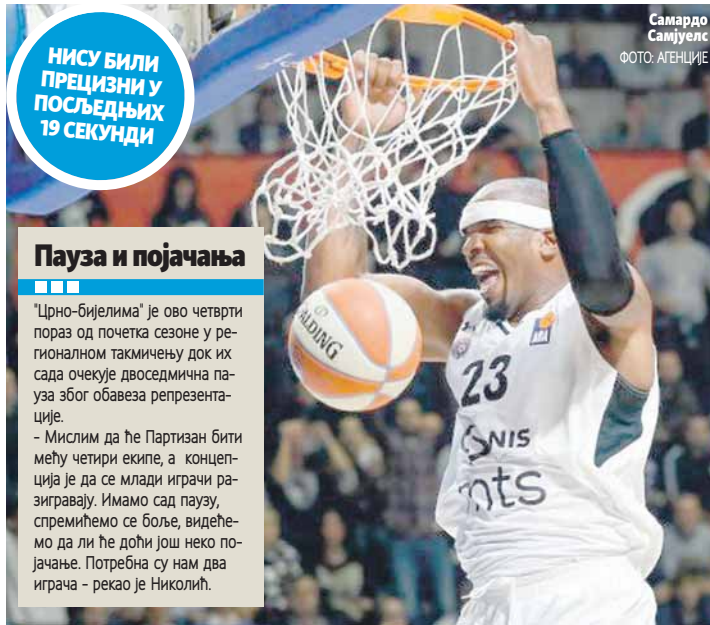 НИСУ БИЛИ
ПРЕЦИЗНИ У
ПОСЉЕДЊИХ
19 СЕКУНДИ
Самардо
Самјуелс
ФОТО: АГЕНЦИЈЕ
Пауза и појачања
"Црно-бијелима" је ово четврти
пораз од почетка сезоне у ре-
гионалном такмичењу док их
сада очекује двоседмична па-
уза због обавеза репрезента-
ције.
- Мислим да ће Партизан бити
међу четири екипе, а концеп-
ција је да се млади играчи ра-
зигравају. Имамо сад паузу,
спремићемо се боље, видеће-
мо да ли ће доћи још неко по-
јачање. Потребна су нам два
играча - рекао је Николић.
SPALDING
ABA
23
NIS
mts